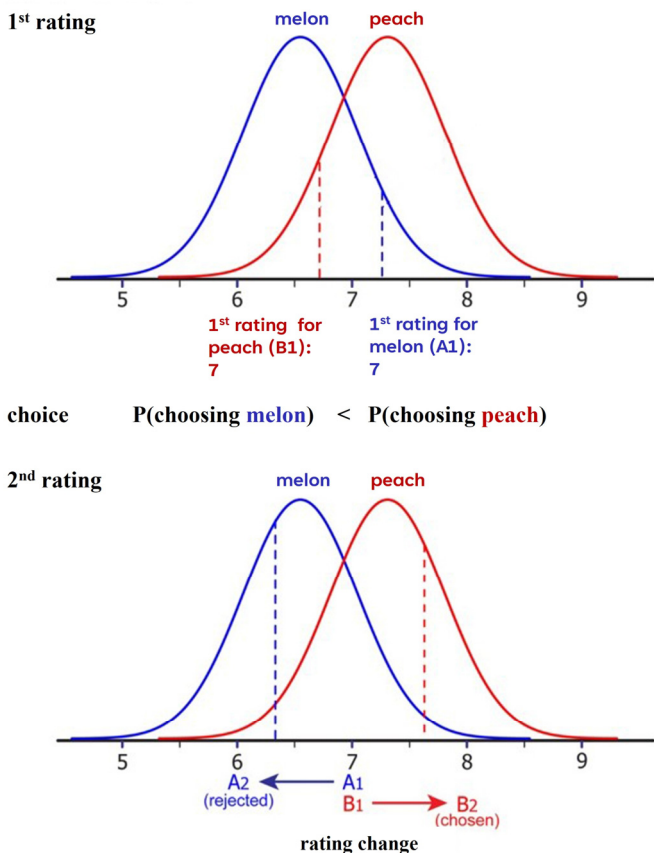 1st rating
melon peach
5 6 7 8 9
1st rating for
peach (B1):
7
1st rating for
melon (A1):
7
choice P(choosing melon) < P(choosing peach)
2nd rating
melon peach
5 6 7 8 9
A2 A1
(rejected)
B1 B2
(chosen)
rating change